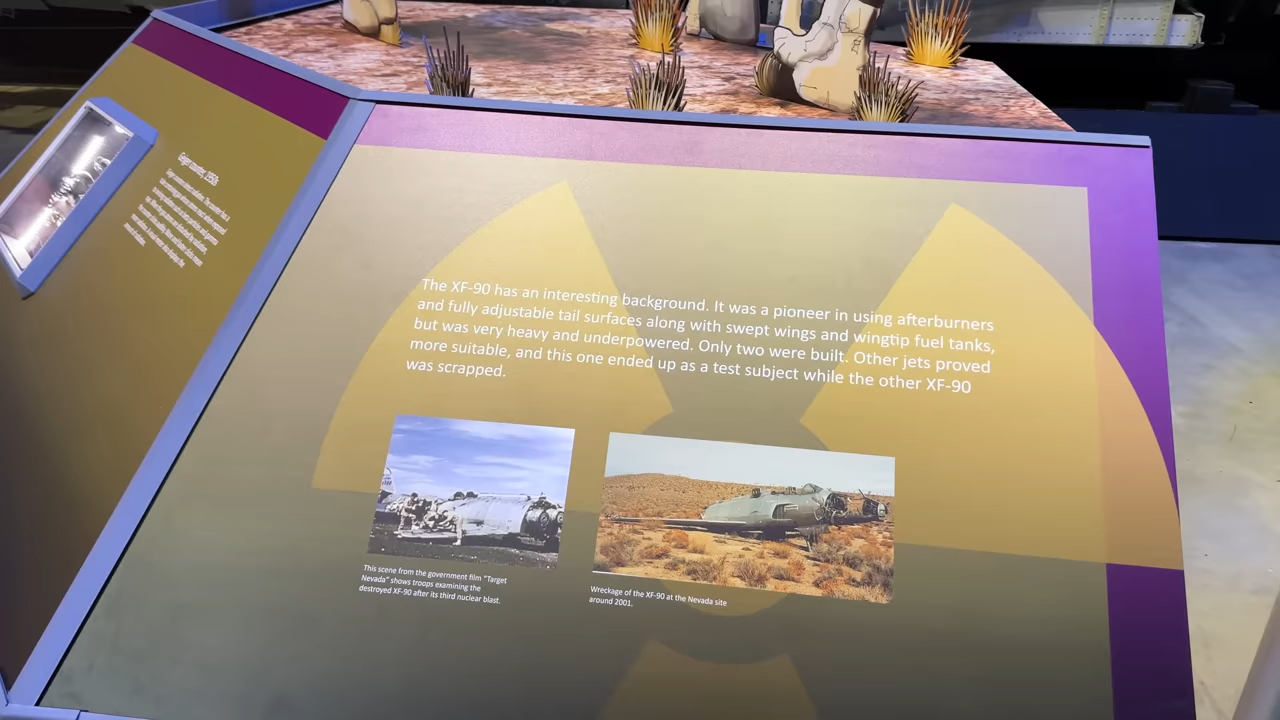 Geiger counter, 1950s
The XF-90 has an interesting background. It was a pioneer in using afterburners
and fully adjustable tail surfaces along with swept wings and wingtip fuel tanks,
but was very heavy and underpowered. Only two were built. Other jets proved
more suitable, and this one ended up as a test subject while the other XF-90
was scrapped.
This scene from the government film "Target
Nevada" shows troops examining the
destroyed XF-90 after its third nuclear blast.
Wreckage of the XF-90 at the Nevada site
around 2001.